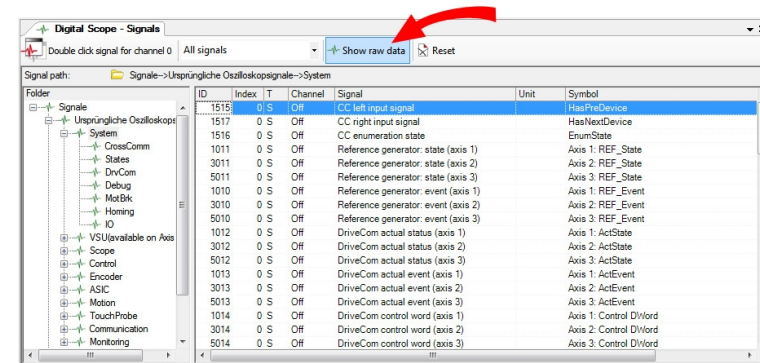 Digital Scope - Signals
Double click signal for channel 0 All signals Show raw data Reset
Signal path: Signale-->Ursprüngliche Oszilloskopsignale-->System
Folder ID Index T Channel Signal Unit Symbol
Signale 1515 0 S Off CC left input signal HasPreDevice
Ursprüngliche Oszilloskops 1517 0 S Off CC right input signal HasNextDevice
System 1516 0 S Off CC enumeration state EnumState
CrossComm 1011 0 S Off Reference generator: state (axis 1) Axis 1: REF_State
States 3011 0 S Off Reference generator: state (axis 2) Axis 2: REF_State
DrvCom 5011 0 S Off Reference generator: state (axis 3) Axis 3: REF_State
Debug 1010 0 S Off Reference generator: event (axis 1) Axis 1: REF_Event
MotBrk 3010 0 S Off Reference generator: event (axis 2) Axis 2: REF_Event
Homing 5010 0 S Off Reference generator: event (axis 3) Axis 3: REF_Event
IO 1012 0 S Off DriveCom actual status (axis 1) Axis 1: ActState
VSU(available on Axis 3012 0 S Off DriveCom actual status (axis 2) Axis 2: ActState
Scope 5012 0 S Off DriveCom actual status (axis 3) Axis 3: ActState
Control 1013 0 S Off DriveCom actual event (axis 1) Axis 1: ActEvent
Encoder 3013 0 S Off DriveCom actual event (axis 2) Axis 2: ActEvent
ASIC 5013 0 S Off DriveCom actual event (axis 3) Axis 3: ActEvent
Motion 1014 0 S Off DriveCom control word (axis 1) Axis 1: Control DWord
TouchProbe 3014 0 S Off DriveCom control word (axis 2) Axis 2: Control DWord
Communication 5014 0 S Off DriveCom control word (axis 3) Axis 3: Control DWord
Monitoring